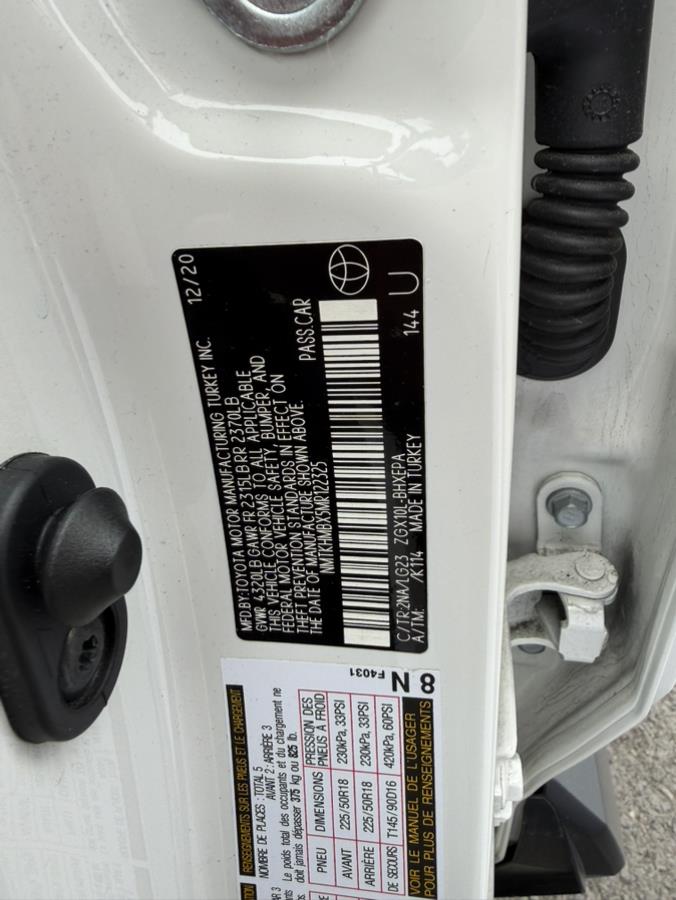 MFD.BY:TOYOTA MOTOR MANUFACTURING TURKEY INC. 12/20
GVWR 4320LB GAWR FR 2315LB RR 2370LB
THIS VEHICLE CONFORMS TO ALL APPLICABLE
FEDERAL MOTOR VEHICLE SAFETY, BUMPER, AND
THEFT PREVENTION STANDARDS IN EFFECT ON
THE DATE OF MANUFACTURE SHOWN ABOVE.
NMTKHMBX5MR122325 PASS.CAR
C/TR:2NA/LG23 ZGX10L-BHXEPA 144 U
A/TM: /K114 MADE IN TURKEY
RENSEIGNEMENTS SUR LES PNEUS ET LE CHARGEMENT
NOMBRE DE PLACES : TOTAL 5
AVANT 2 : ARRIÈRE 3
Le poids total des occupants et du chargement ne
doit jamais dépasser 375 kg ou 825 lb.
PNEU DIMENSIONS PRESSION DES PNEUS À FROID
AVANT 225/50R18 230kPa, 33PSI
ARRIÈRE 225/50R18 230kPa, 33PSI
DE SECOURS T145/90D16 420kPa, 60PSI
VOIR LE MANUEL DE L'USAGER
POUR PLUS DE RENSEIGNEMENTS
8 N F4031